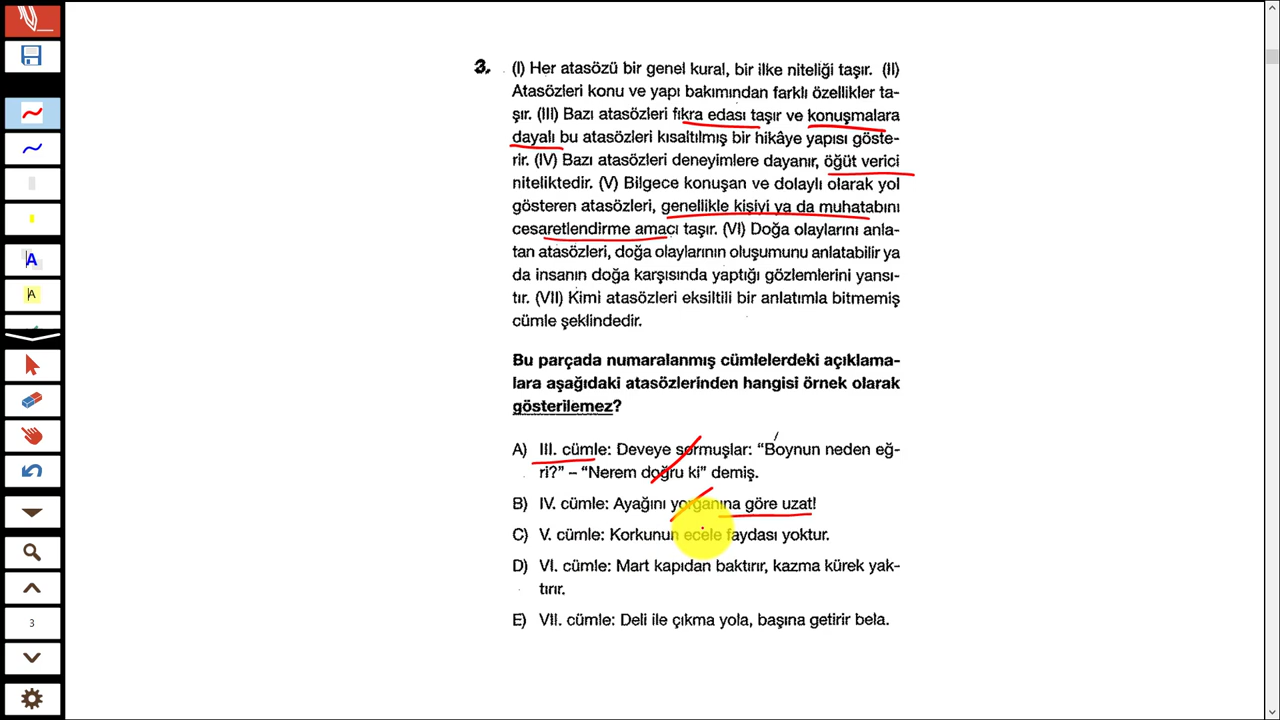 3. (I) Her atasözü bir genel kural, bir ilke niteliği taşır. (II)
Atasözleri konu ve yapı bakımından farklı özellikler ta-
şır. (III) Bazı atasözleri fıkra edası taşır ve konuşmalara
dayalı bu atasözleri kısaltılmış bir hikâye yapısı göste-
rir. (IV) Bazı atasözleri deneyimlere dayanır, öğüt verici
niteliktedir. (V) Bilgece konuşan ve dolaylı olarak yol
gösteren atasözleri, genellikle kişiyi ya da muhatabını
cesaretlendirme amacı taşır. (VI) Doğa olaylarını anla-
tan atasözleri, doğa olaylarının oluşumunu anlatabilir ya
da insanın doğa karşısında yaptığı gözlemlerini yansı-
tır. (VII) Kimi atasözleri eksiltili bir anlatımla bitmemiş
cümle şeklindedir.
Bu parçada numaralanmış cümlelerdeki açıklama-
lara aşağıdaki atasözlerinden hangisi örnek olarak
gösterilemez?
A) III. cümle: Deveye sormuşlar: “Boynun neden eğ-
ri?” – “Nerem doğru ki” demiş.
B) IV. cümle: Ayağını yorganına göre uzat!
C) V. cümle: Korkunun ecele faydası yoktur.
D) VI. cümle: Mart kapıdan baktırır, kazma kürek yak-
tırır.
E) VII. cümle: Deli ile çıkma yola, başına getirir bela.
A
A
3